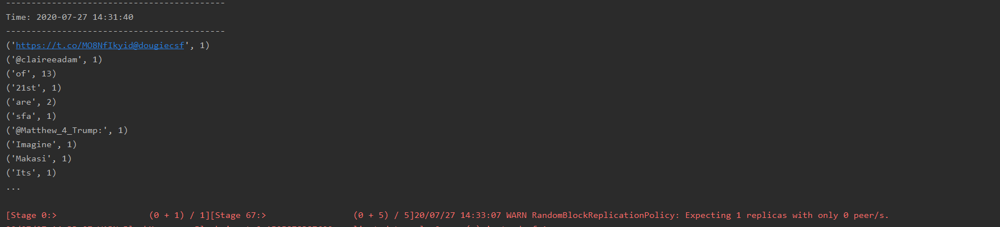 -------------------------------------------
Time: 2020-07-27 14:31:40
-------------------------------------------
('https://t.co/MO8NfIkyid@dougiecsf', 1)
('@claireeadam', 1)
('of', 13)
('21st', 1)
('are', 2)
('sfa', 1)
('@Matthew_4_Trump:', 1)
('Imagine', 1)
('Makasi', 1)
('Its', 1)
...
[Stage 0:>                  (0 + 1) / 1][Stage 67:>                 (0 + 5) / 5]20/07/27 14:33:07 WARN RandomBlockReplicationPolicy: Expecting 1 replicas with only 0 peer/s.